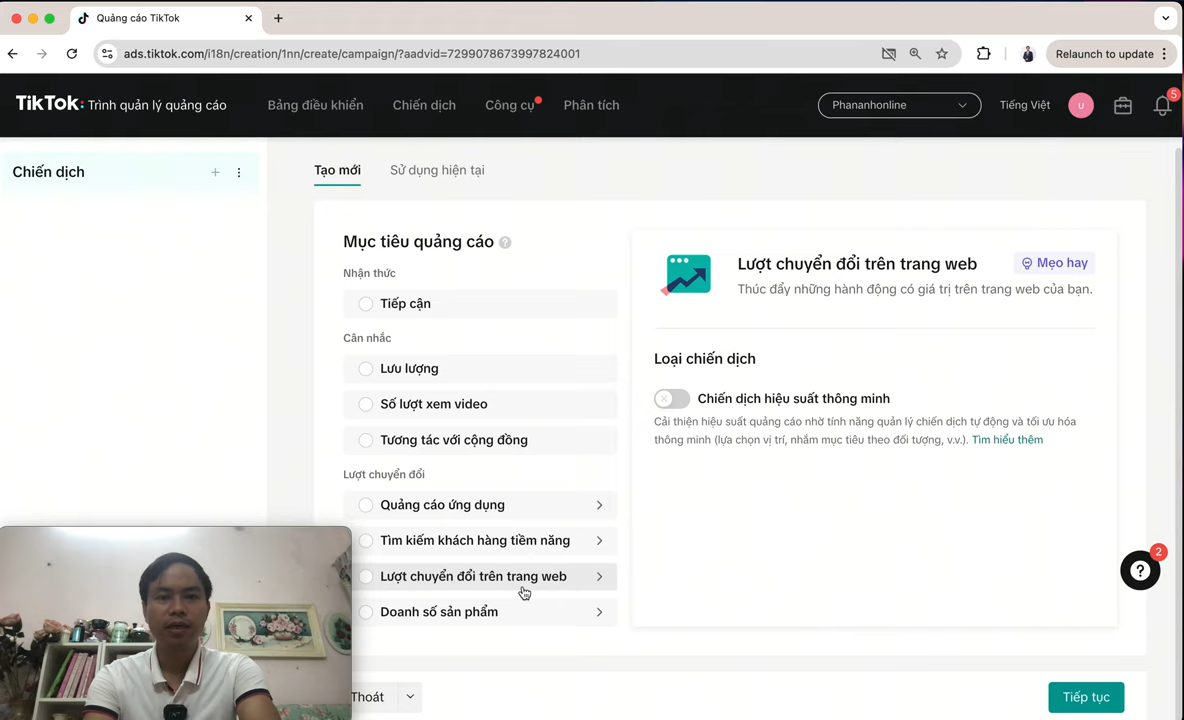 Quảng cáo TikTok
ads.tiktok.com/i18n/creation/1nn/create/campaign/?aadvid=7299078673997824001
Relaunch to update
TikTok: Trình quản lý quảng cáo
Bảng điều khiển
Chiến dịch
Công cụ
Phân tích
Phananhonline
Tiếng Việt
U
5
Chiến dịch
Tạo mới
Sử dụng hiện tại
Mục tiêu quảng cáo
Nhận thức
Tiếp cận
Cân nhắc
Lưu lượng
Số lượt xem video
Tương tác với cộng đồng
Lượt chuyển đổi
Quảng cáo ứng dụng
Tìm kiếm khách hàng tiềm năng
Lượt chuyển đổi trên trang web
Doanh số sản phẩm
Lượt chuyển đổi trên trang web
Mẹo hay
Thúc đẩy những hành động có giá trị trên trang web của bạn.
Loại chiến dịch
Chiến dịch hiệu suất thông minh
Cải thiện hiệu suất quảng cáo nhờ tính năng quản lý chiến dịch tự động và tối ưu hóa
thông minh (lựa chọn vị trí, nhắm mục tiêu theo đối tượng, v.v.). Tìm hiểu thêm
2
Thoát
Tiếp tục